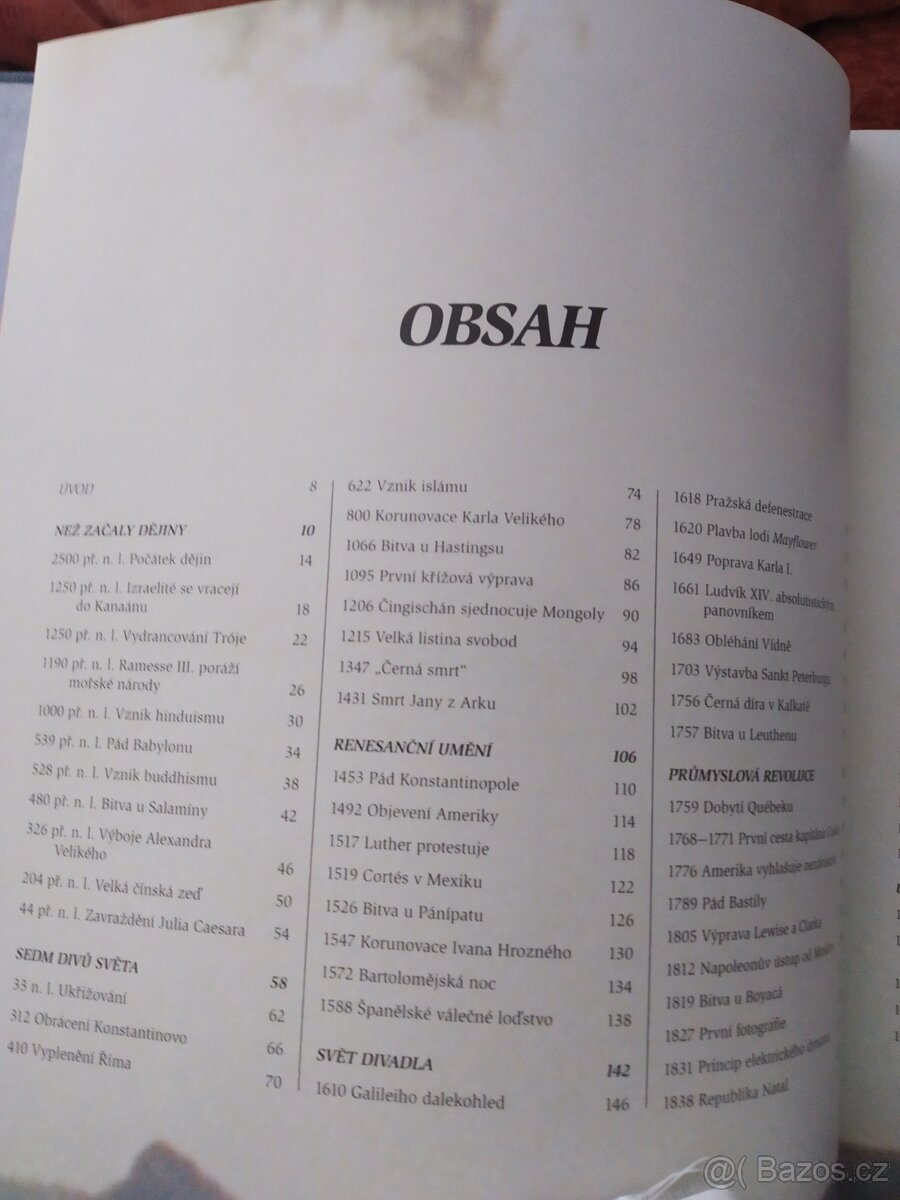 OBSAH
ÚVOD 8
NEŽ ZAČALY DĚJINY 10
2500 př. n. l. Počátek dějin 14
1250 př. n. l. Izraelité se vracejí
do Kanaánu 18
1250 př. n. l. Vydrancování Tróje 22
1190 př. n. l. Ramesse III. poráží
mořské národy 26
1000 př. n. l. Vznik hinduismu 30
539 př. n. l. Pád Babylonu 34
528 př. n. l. Vznik buddhismu 38
480 př. n. l. Bitva u Salamíny 42
326 př. n. l. Výboje Alexandra
Velikého 46
204 př. n. l. Velká čínská zeď 50
44 př. n. l. Zavraždění Julia Caesara 54
SEDM DIVŮ SVĚTA 58
33 n. l. Ukřižování 62
312 Obrácení Konstantinovo 66
410 Vyplenění Říma 70
622 Vznik islámu 74
800 Korunovace Karla Velikého 78
1066 Bitva u Hastingsu 82
1095 První křížová výprava 86
1206 Čingischán sjednocuje Mongoly 90
1215 Velká listina svobod 94
1347 „Černá smrt“ 98
1431 Smrt Jany z Arku 102
RENESANČNÍ UMĚNÍ 106
1453 Pád Konstantinopole 110
1492 Objevení Ameriky 114
1517 Luther protestuje 118
1519 Cortés v Mexiku 122
1526 Bitva u Pánípatu 126
1547 Korunovace Ivana Hrozného 130
1572 Bartolomějská noc 134
1588 Španělské válečné loďstvo 138
SVĚT DIVADLA 142
1610 Galileiho dalekohled 146
1618 Pražská defenestrace
1620 Plavba lodi Mayflower
1649 Poprava Karla I.
1661 Ludvík XIV. absolutistickým
panovníkem
1683 Obléhání Vídně
1703 Výstavba Sankt Peterburgu
1756 Černá díra v Kalkatě
1757 Bitva u Leuthenu
PRŮMYSLOVÁ REVOLUCE
1759 Dobytí Québeku
1768—1771 První cesta kapitána
1776 Amerika vyhlašuje
1789 Pád Bastily
1805 Výprava Lewise a Clarka
1812 Napoleonův ústup od
1819 Bitva u Boyacá
1827 První fotografie
1831 Princip elektrického dynama
1838 Republika Natal
@( Bazos.cz